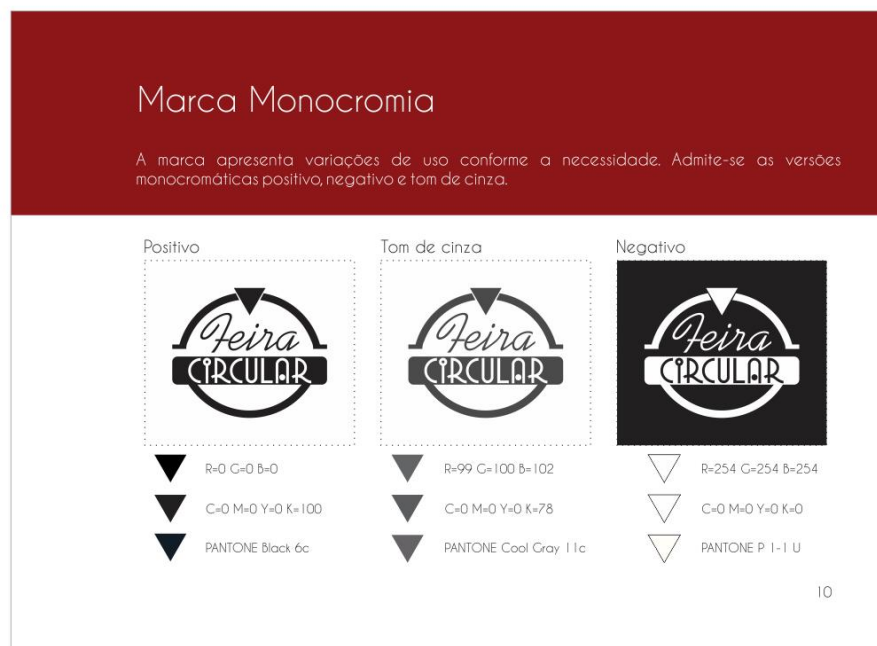 Marca Monocromia
A marca apresenta variações de uso conforme a necessidade. Admite-se as versões
monocromáticas positivo, negativo e tom de cinza.
Positivo
Feira
CIRCULAR
R=0 G=0 B=0
C=0 M=0 Y=0 K=100
PANTONE Black 6c
Tom de cinza
Feira
CIRCULAR
R=99 G=100 B=102
C=0 M=0 Y=0 K=78
PANTONE Cool Gray 11c
Negativo
Feira
CIRCULAR
R=254 G=254 B=254
C=0 M=0 Y=0 K=0
PANTONE P 1-1 U
10